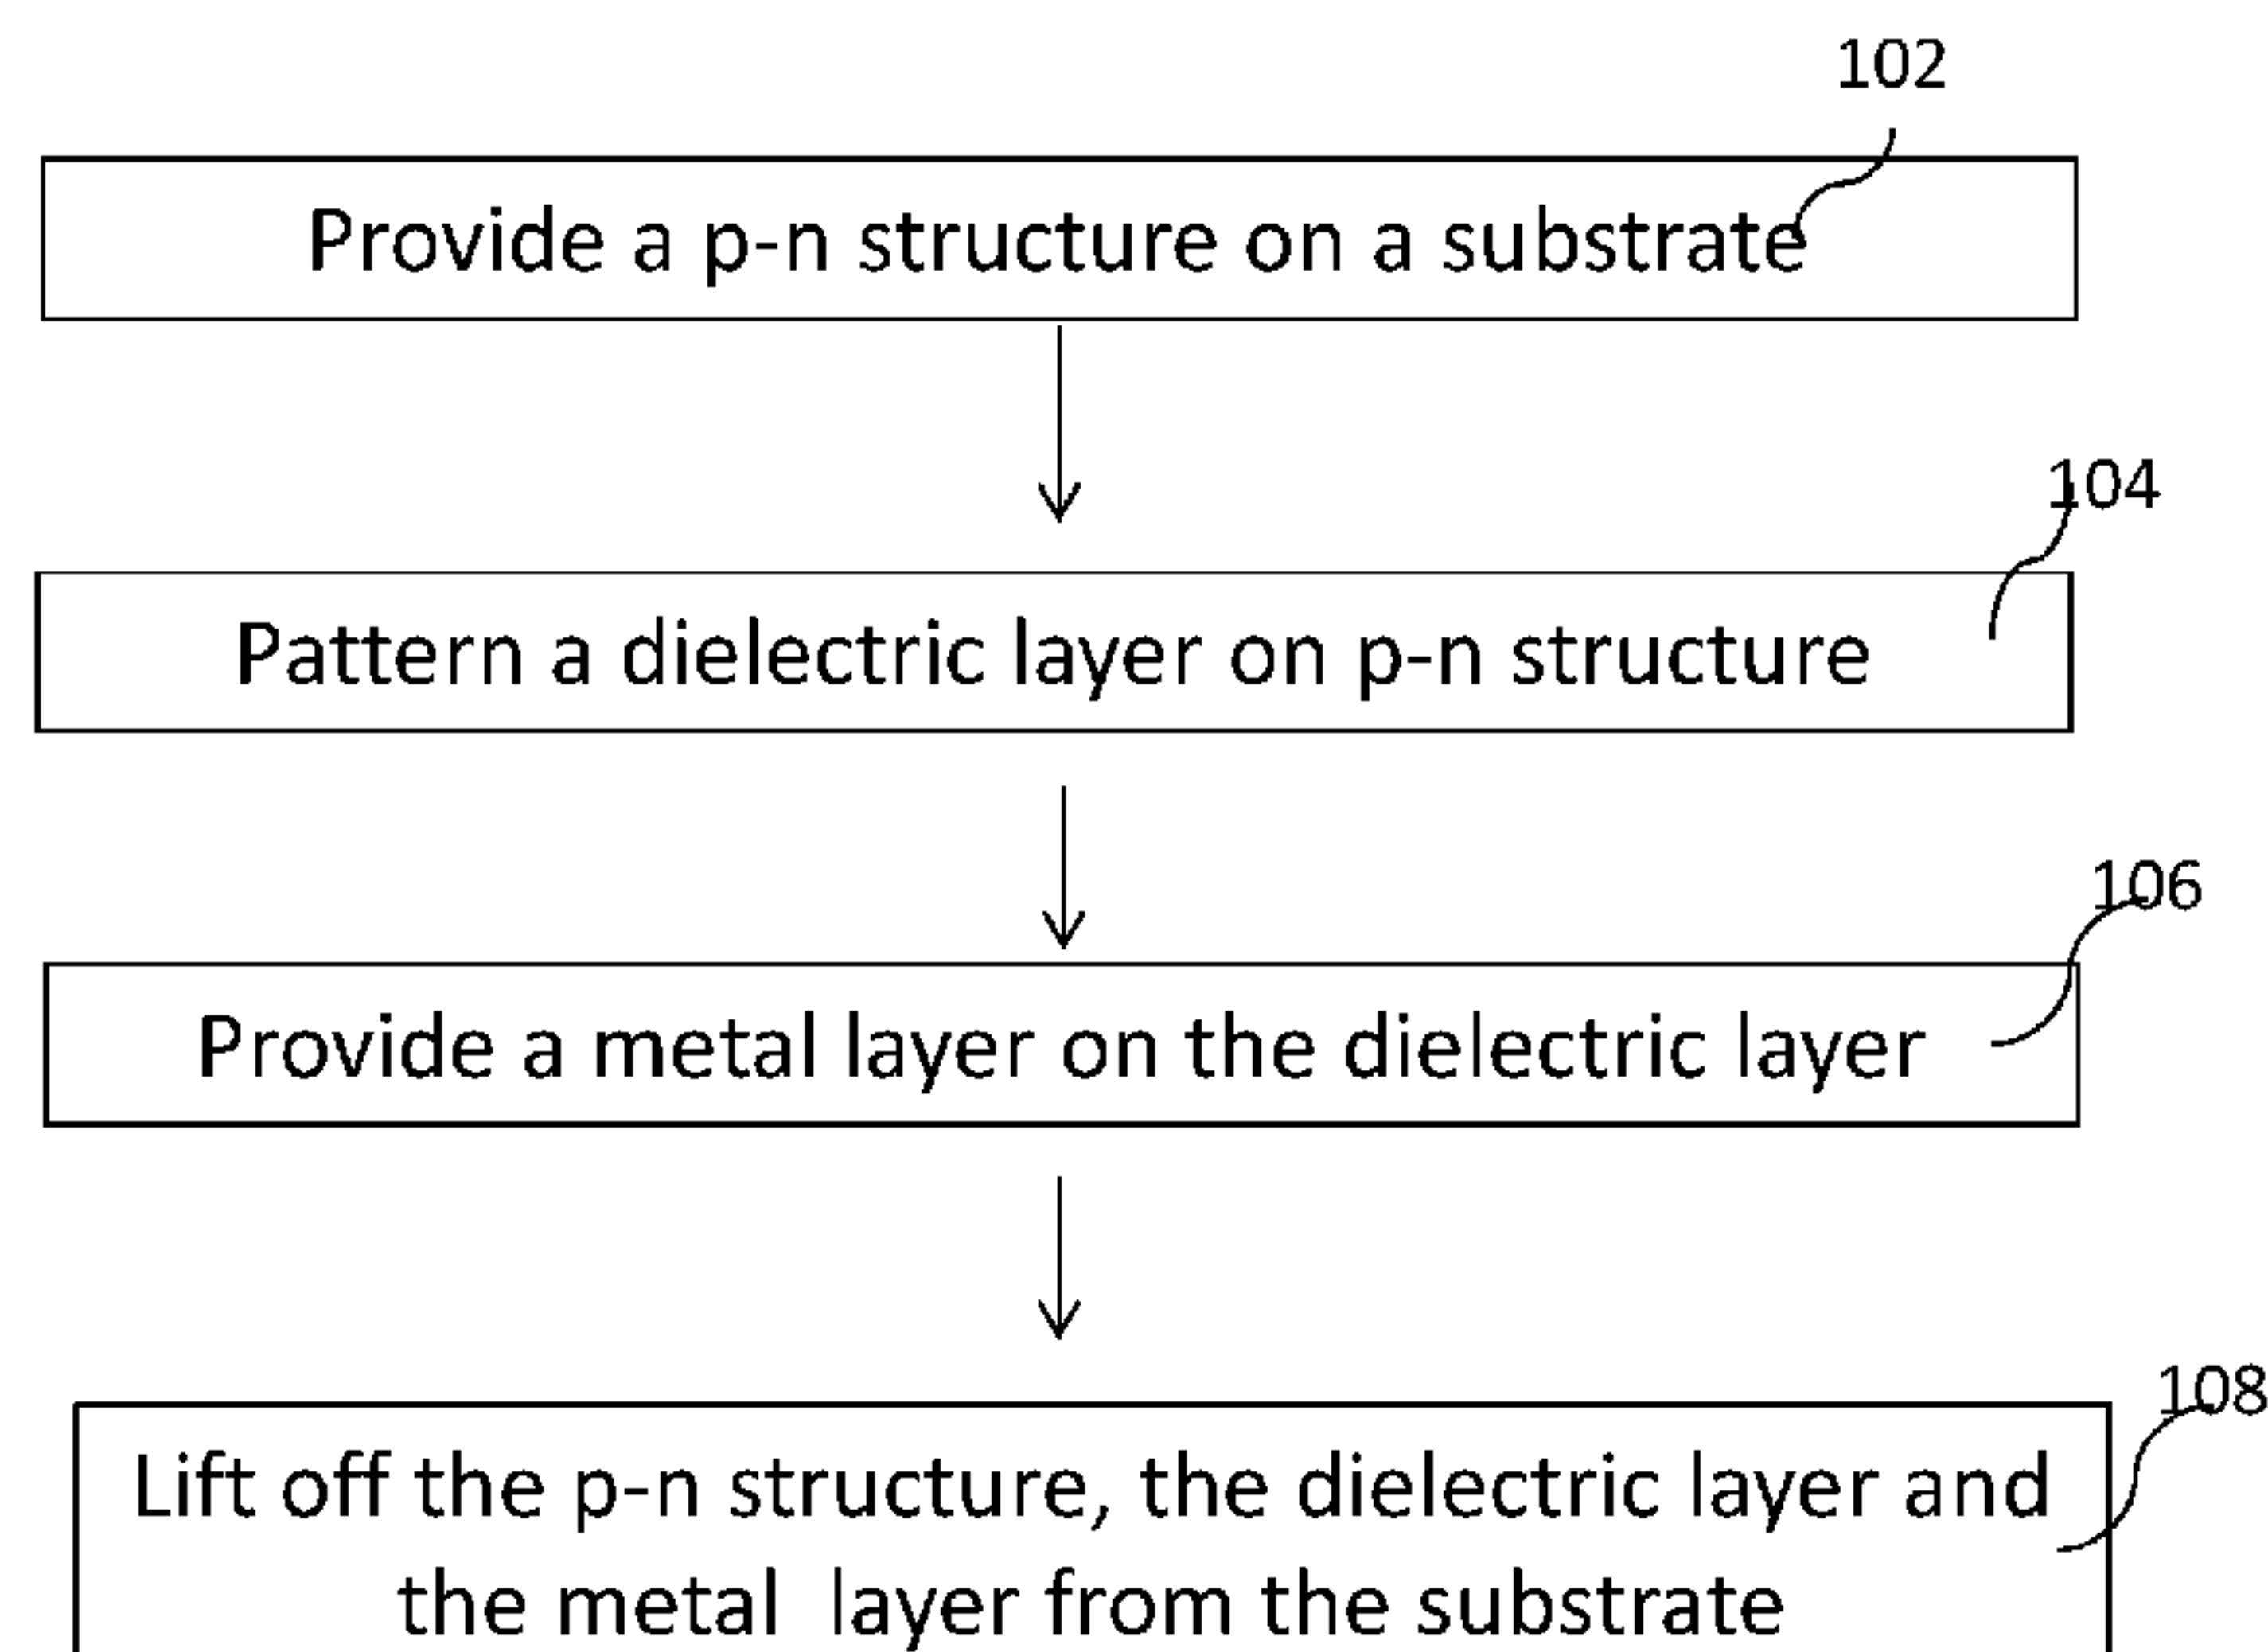 102
Provide a p-n structure on a substrate
104
Pattern a dielectric layer on p-n structure
106
Provide a metal layer on the dielectric layer
108
Lift off the p-n structure, the dielectric layer and
the metal layer from the substrate